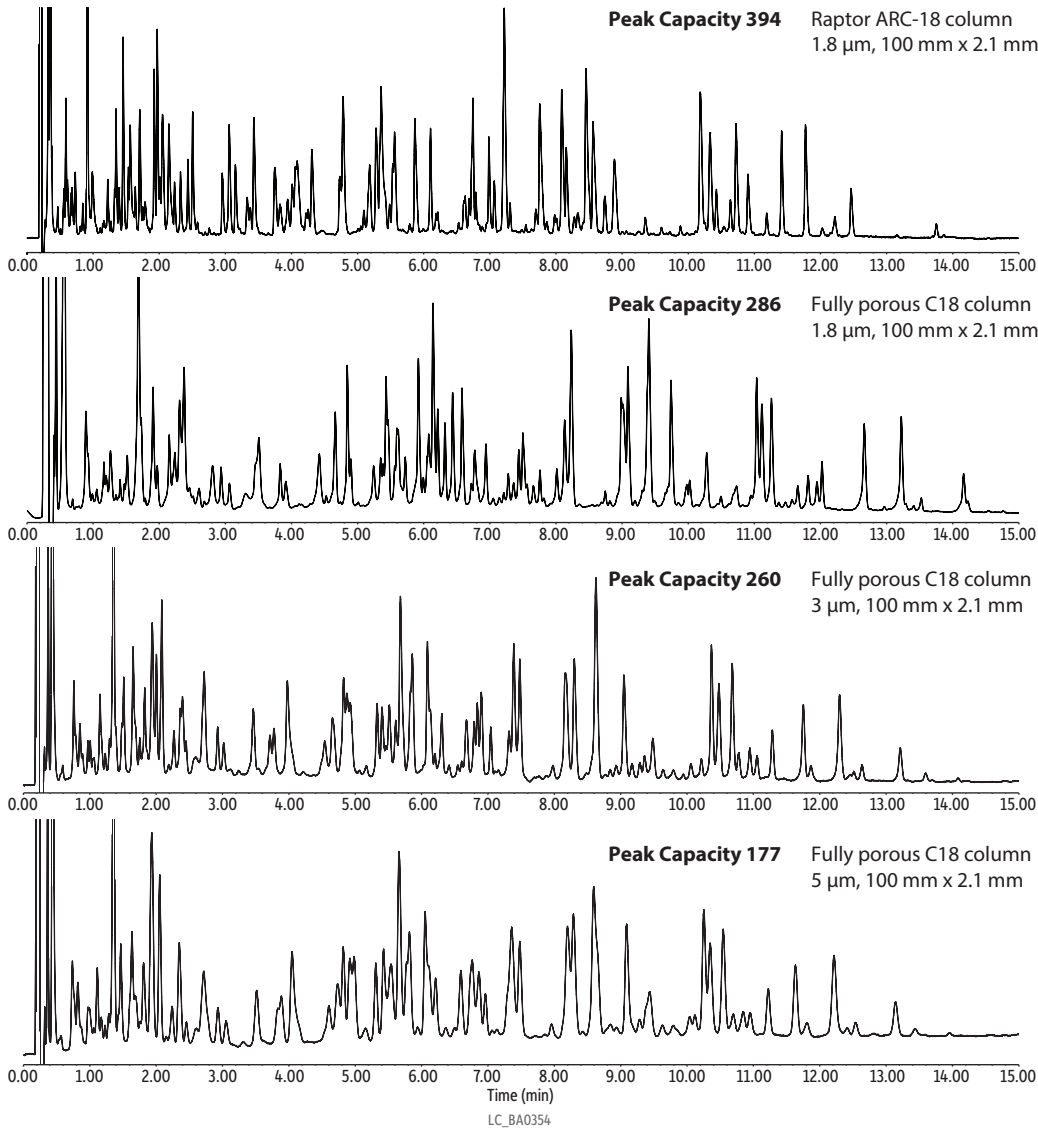 Peak Capacity 394 Raptor ARC-18 column
1.8 µm, 100 mm x 2.1 mm
0.00 1.00 2.00 3.00 4.00 5.00 6.00 7.00 8.00 9.00 10.00 11.00 12.00 13.00 14.00 15.00
Peak Capacity 286 Fully porous C18 column
1.8 µm, 100 mm x 2.1 mm
0.00 1.00 2.00 3.00 4.00 5.00 6.00 7.00 8.00 9.00 10.00 11.00 12.00 13.00 14.00 15.00
Peak Capacity 260 Fully porous C18 column
3 µm, 100 mm x 2.1 mm
0.00 1.00 2.00 3.00 4.00 5.00 6.00 7.00 8.00 9.00 10.00 11.00 12.00 13.00 14.00 15.00
Peak Capacity 177 Fully porous C18 column
5 µm, 100 mm x 2.1 mm
0.00 1.00 2.00 3.00 4.00 5.00 6.00 7.00 8.00 9.00 10.00 11.00 12.00 13.00 14.00 15.00
Time (min)
LC_BA0354